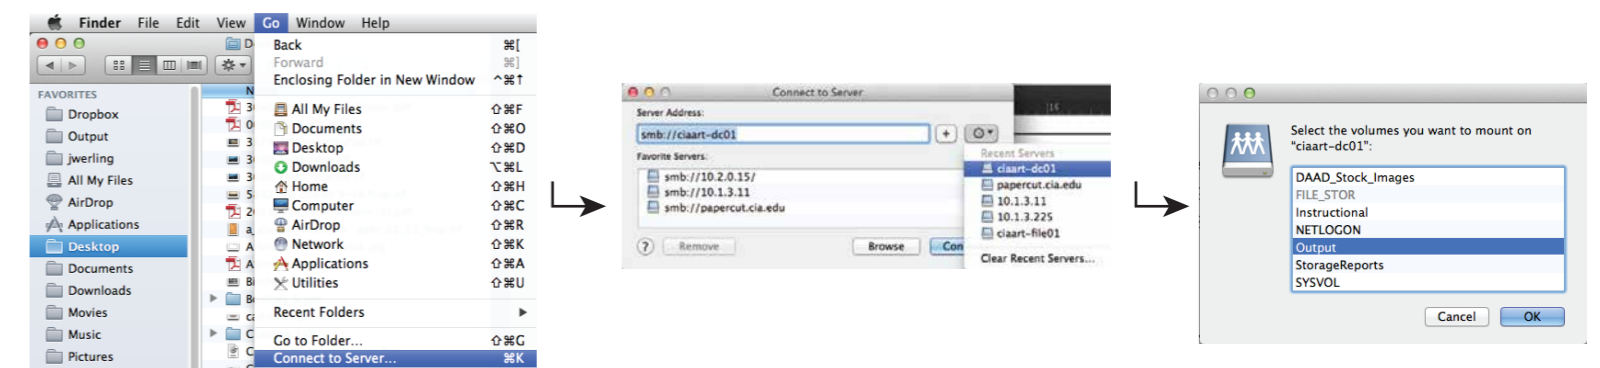 Finder File Edit View Go Window Help
Back ⌘[
Forward ⌘]
Enclosing Folder in New Window ^⌘↑
All My Files ⇧⌘F
Documents ⇧⌘O
Desktop ⇧⌘D
Downloads ⌥⌘L
Home ⇧⌘H
Computer ⇧⌘C
AirDrop ⇧⌘R
Network ⇧⌘K
Applications ⇧⌘A
Utilities ⇧⌘U
Recent Folders
Go to Folder... ⇧⌘G
Connect to Server... ⌘K
FAVORITES
Dropbox
Output
jwerling
All My Files
AirDrop
Applications
Desktop
Documents
Downloads
Movies
Music
Pictures
Connect to Server
Server Address:
smb://ciaart-dc01
Favorite Servers:
smb://10.2.0.15/
smb://10.1.3.11
smb://papercut.cia.edu
? Remove Browse Con
Recent Servers
ciaart-dc01
papercut.cia.edu
10.1.3.11
10.1.3.225
ciaart-file01
Clear Recent Servers...
Select the volumes you want to mount on
"ciaart-dc01":
DAAD_Stock_Images
FILE_STOR
Instructional
NETLOGON
Output
StorageReports
SYSVOL
Cancel OK